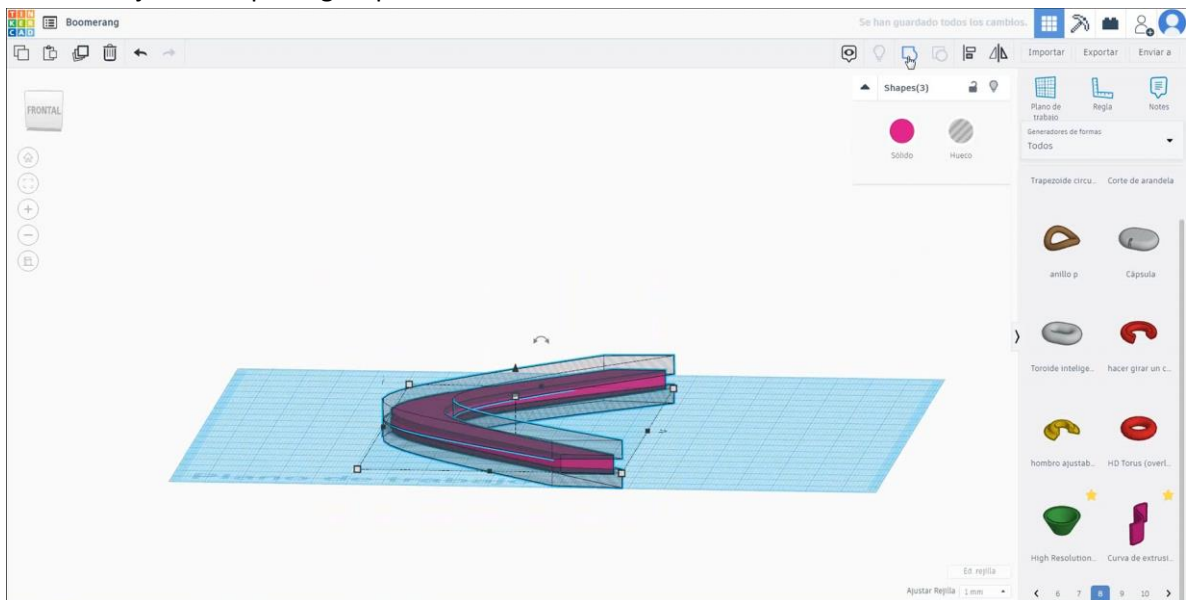 TIN
KER
CAD
Boomerang
Se han guardado todos los cambios.
Importar Exportar Enviar a
Shapes(3)
Sólido Hueco
FRONTAL
Plano de trabajo Regla Notes
Generadores de formas
Todos
Trapezoide circu... Corte de arandela
anillo p Cápsula
Toroide intelige... hacer girar un c...
hombro ajustab... HD Torus (overl...
High Resolution... Curva de extrusi...
Edt rejilla
Ajustar Rejilla 1 mm
6 7 8 9 10